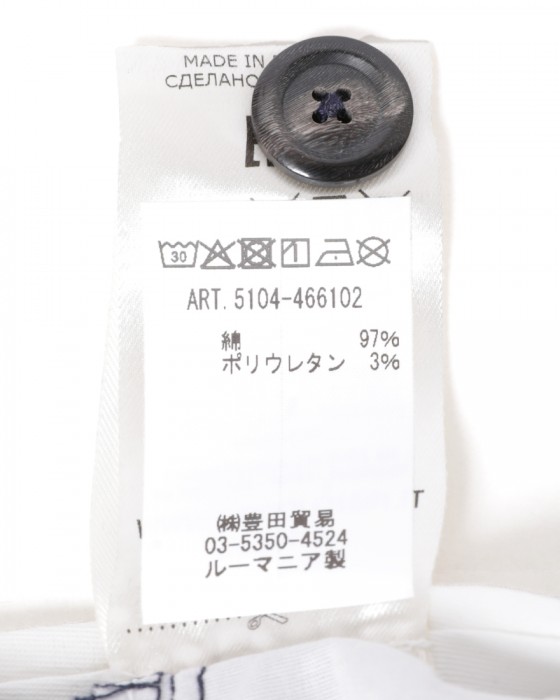 MADE IN
СДЕЛАНО
30
ART. 5104-466102
綿 97%
ポリウレタン 3%
㈱豊田貿易
03-5350-4524
ルーマニア製